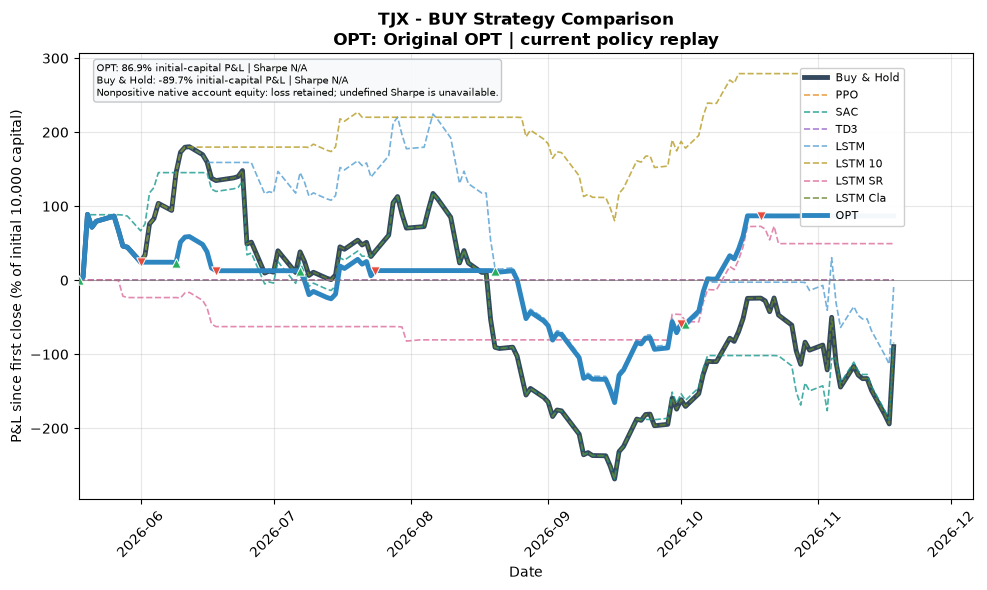 TJX - BUY Strategy Comparison
OPT: Original OPT | current policy replay
OPT: 86.9% initial-capital P&L | Sharpe N/A
Buy & Hold: -89.7% initial-capital P&L | Sharpe N/A
Nonpositive native account equity: loss retained; undefined Sharpe is unavailable.
Buy & Hold
PPO
SAC
TD3
LSTM
LSTM 10
LSTM SR
LSTM Cla
OPT
P&L since first close (% of initial 10,000 capital)
300
200
100
0
−100
−200
2026-06
2026-07
2026-08
2026-09
2026-10
2026-11
2026-12
Date